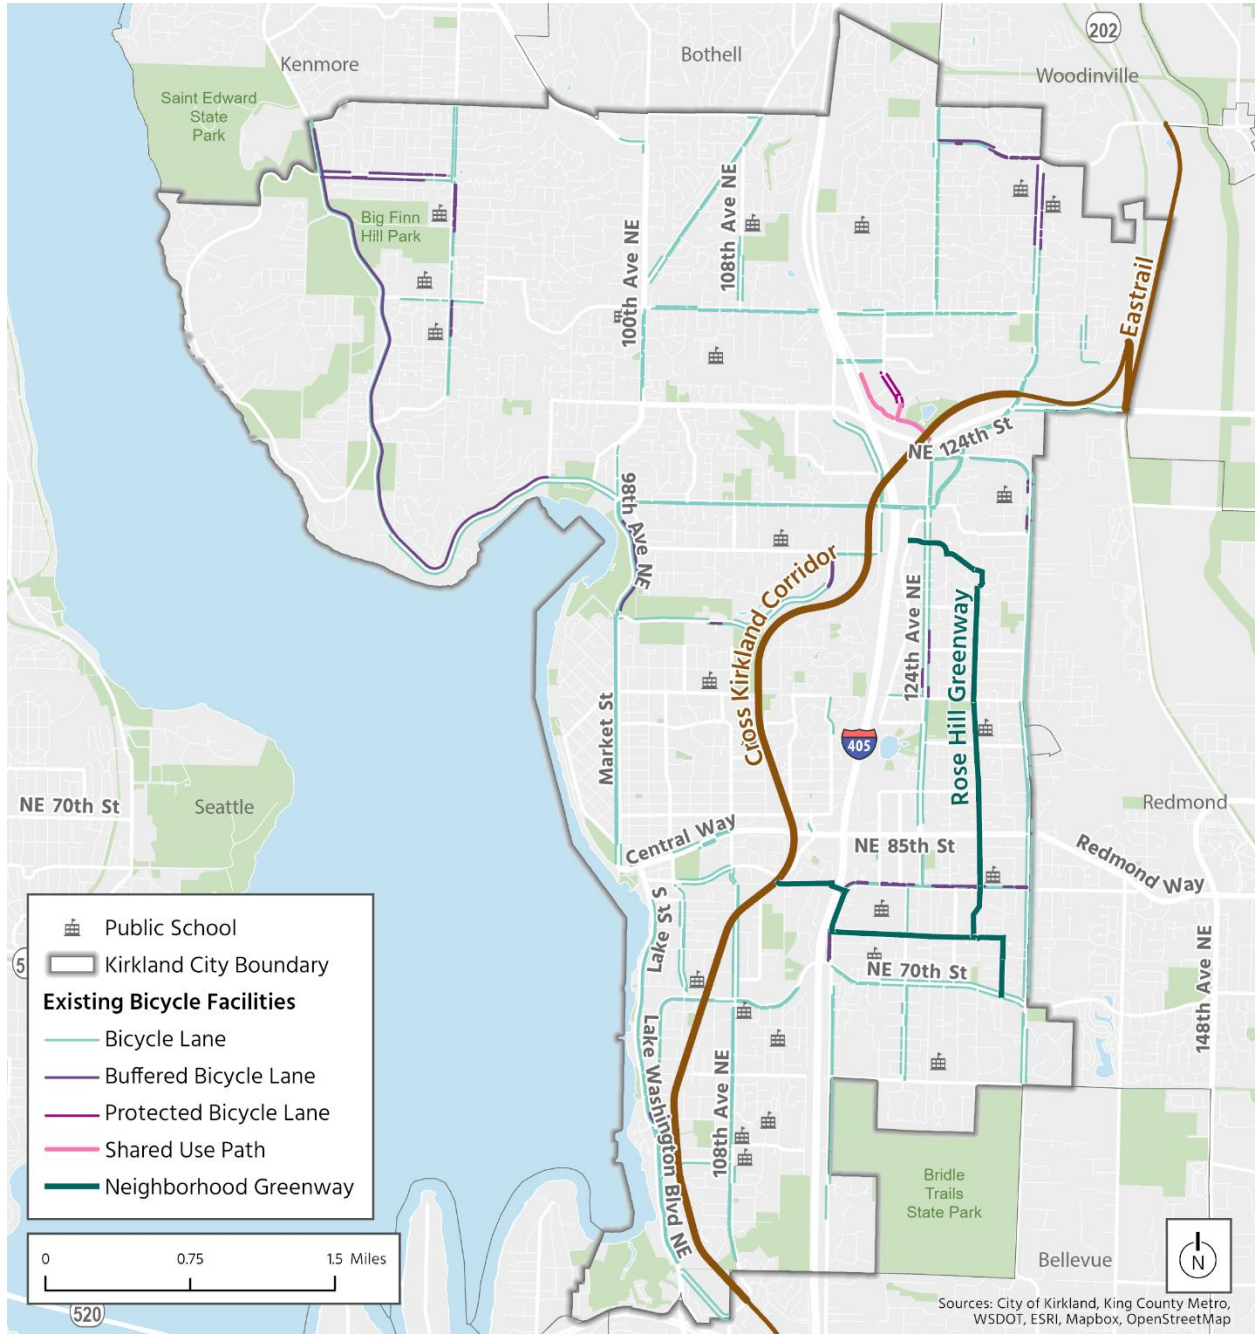 202
Bothell
Kenmore
Woodinville
Saint Edward
State
Park
Big Finn
Hill Park
100th Ave NE
108th Ave NE
Eastrail
NE 124th St
98th Ave NE
Cross Kirkland Corridor
124th Ave NE
Rose Hill Greenway
Market St
405
NE 70th St
Seattle
Redmond
Central Way
NE 85th St
Redmond Way
Lake St S
NE 70th St
148th Ave NE
Lake Washington Blvd NE
108th Ave NE
Bridle
Trails
State Park
Bellevue
5
Public School
Kirkland City Boundary
Existing Bicycle Facilities
Bicycle Lane
Buffered Bicycle Lane
Protected Bicycle Lane
Shared Use Path
Neighborhood Greenway
0 0.75 1.5 Miles
520
N
Sources: City of Kirkland, King County Metro,
WSDOT, ESRI, Mapbox, OpenStreetMap